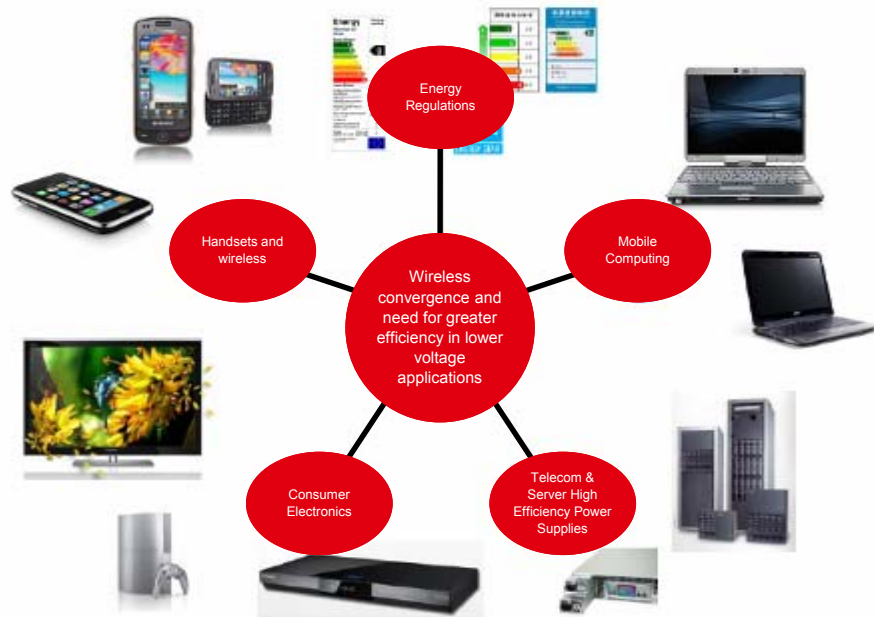 Energy
Energy
Regulations
Handsets and
wireless
Mobile
Computing
Wireless
convergence and
need for greater
efficiency in lower
voltage
applications
Consumer
Electronics
Telecom &
Server High
Efficiency Power
Supplies